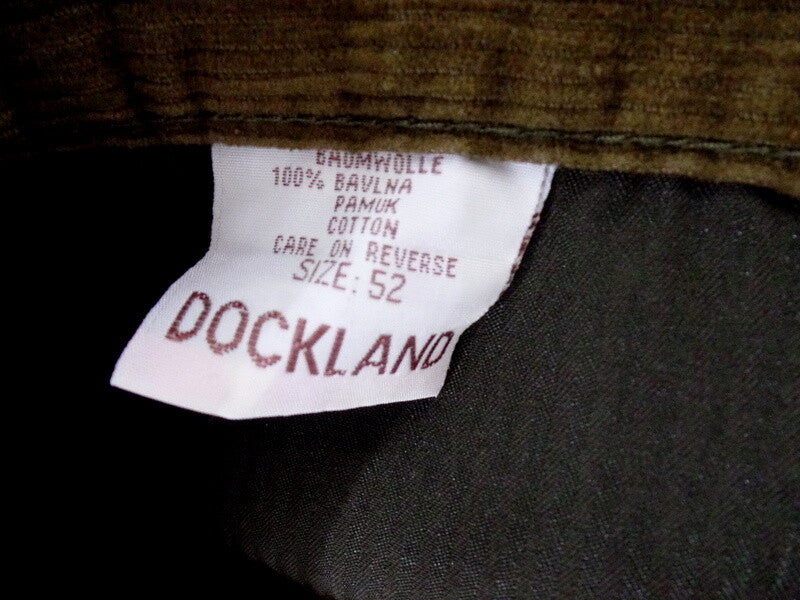 BAUMWOLLE
100% BAVLNA
PAMUK
COTTON
CARE ON REVERSE
SIZE: 52
DOCKLAND